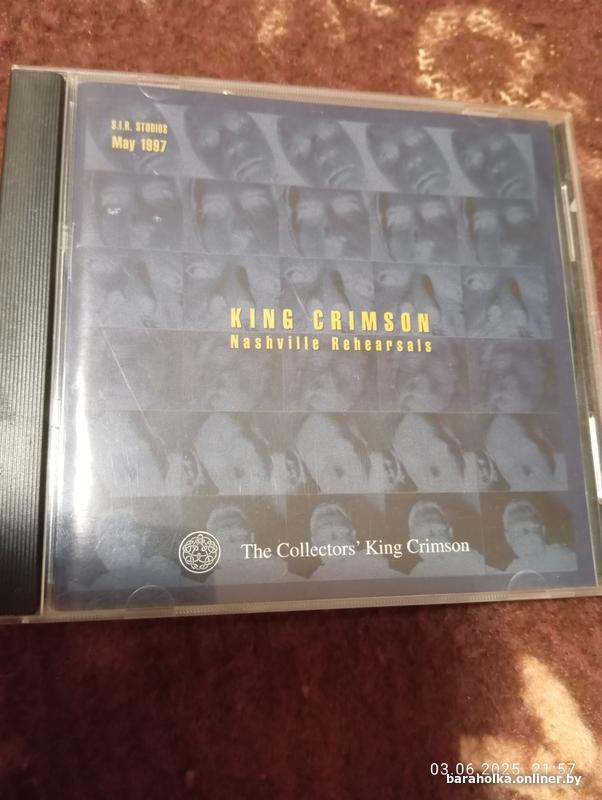 S.I.R. STUDIOS
May 1997
KING CRIMSON
Nashville Rehearsals
The Collectors' King Crimson
03.06.2025 21:57
baraholka.onliner.by